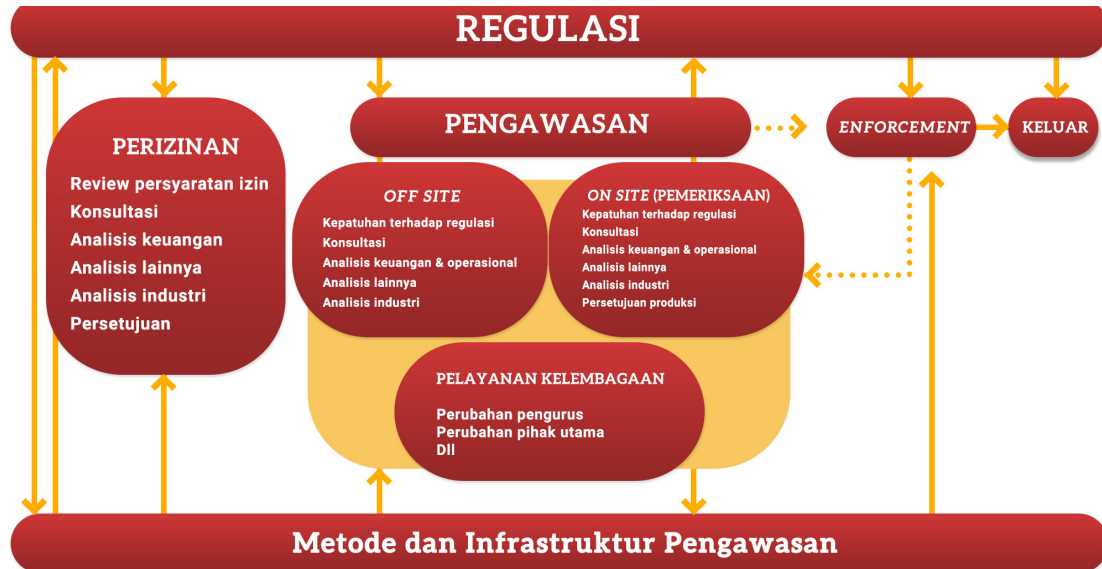 REGULASI
PERIZINAN
Review persyaratan izin
Konsultasi
Analisis keuangan
Analisis lainnya
Analisis industri
Persetujuan
PENGAWASAN
ENFORCEMENT
KELUAR
OFF SITE
Kepatuhan terhadap regulasi
Konsultasi
Analisis keuangan & operasional
Analisis lainnya
Analisis industri
ON SITE (PEMERIKSAAN)
Kepatuhan terhadap regulasi
Konsultasi
Analisis keuangan & operasional
Analisis lainnya
Analisis industri
Persetujuan produksi
PELAYANAN KELEMBAGAAN
Perubahan pengurus
Perubahan pihak utama
Dll
Metode dan Infrastruktur Pengawasan